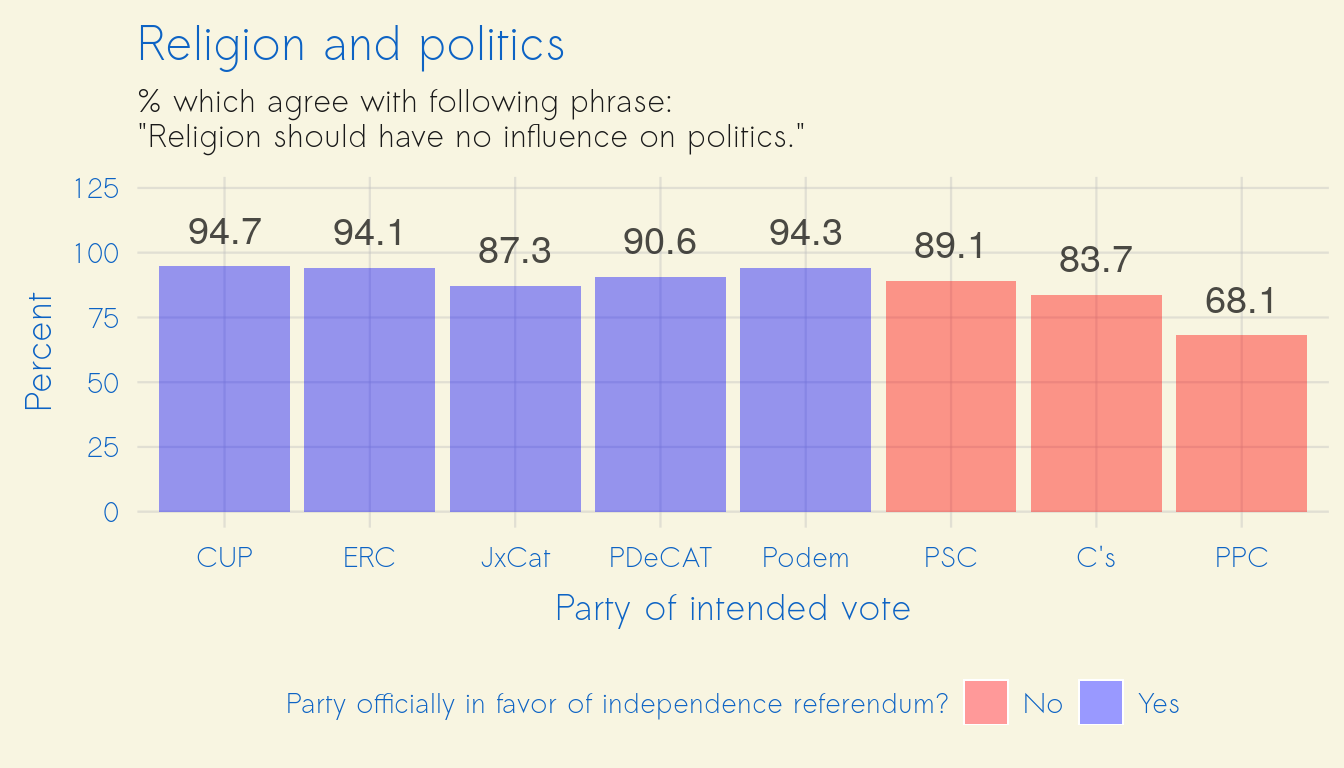 Religion and politics
% which agree with following phrase:
"Religion should have no influence on politics."
125
100
75
50
25
0
Percent
94.7
94.1
87.3
90.6
94.3
89.1
83.7
68.1
CUP
ERC
JxCat
PDeCAT
Podem
PSC
C's
PPC
Party of intended vote
Party officially in favor of independence referendum? No Yes